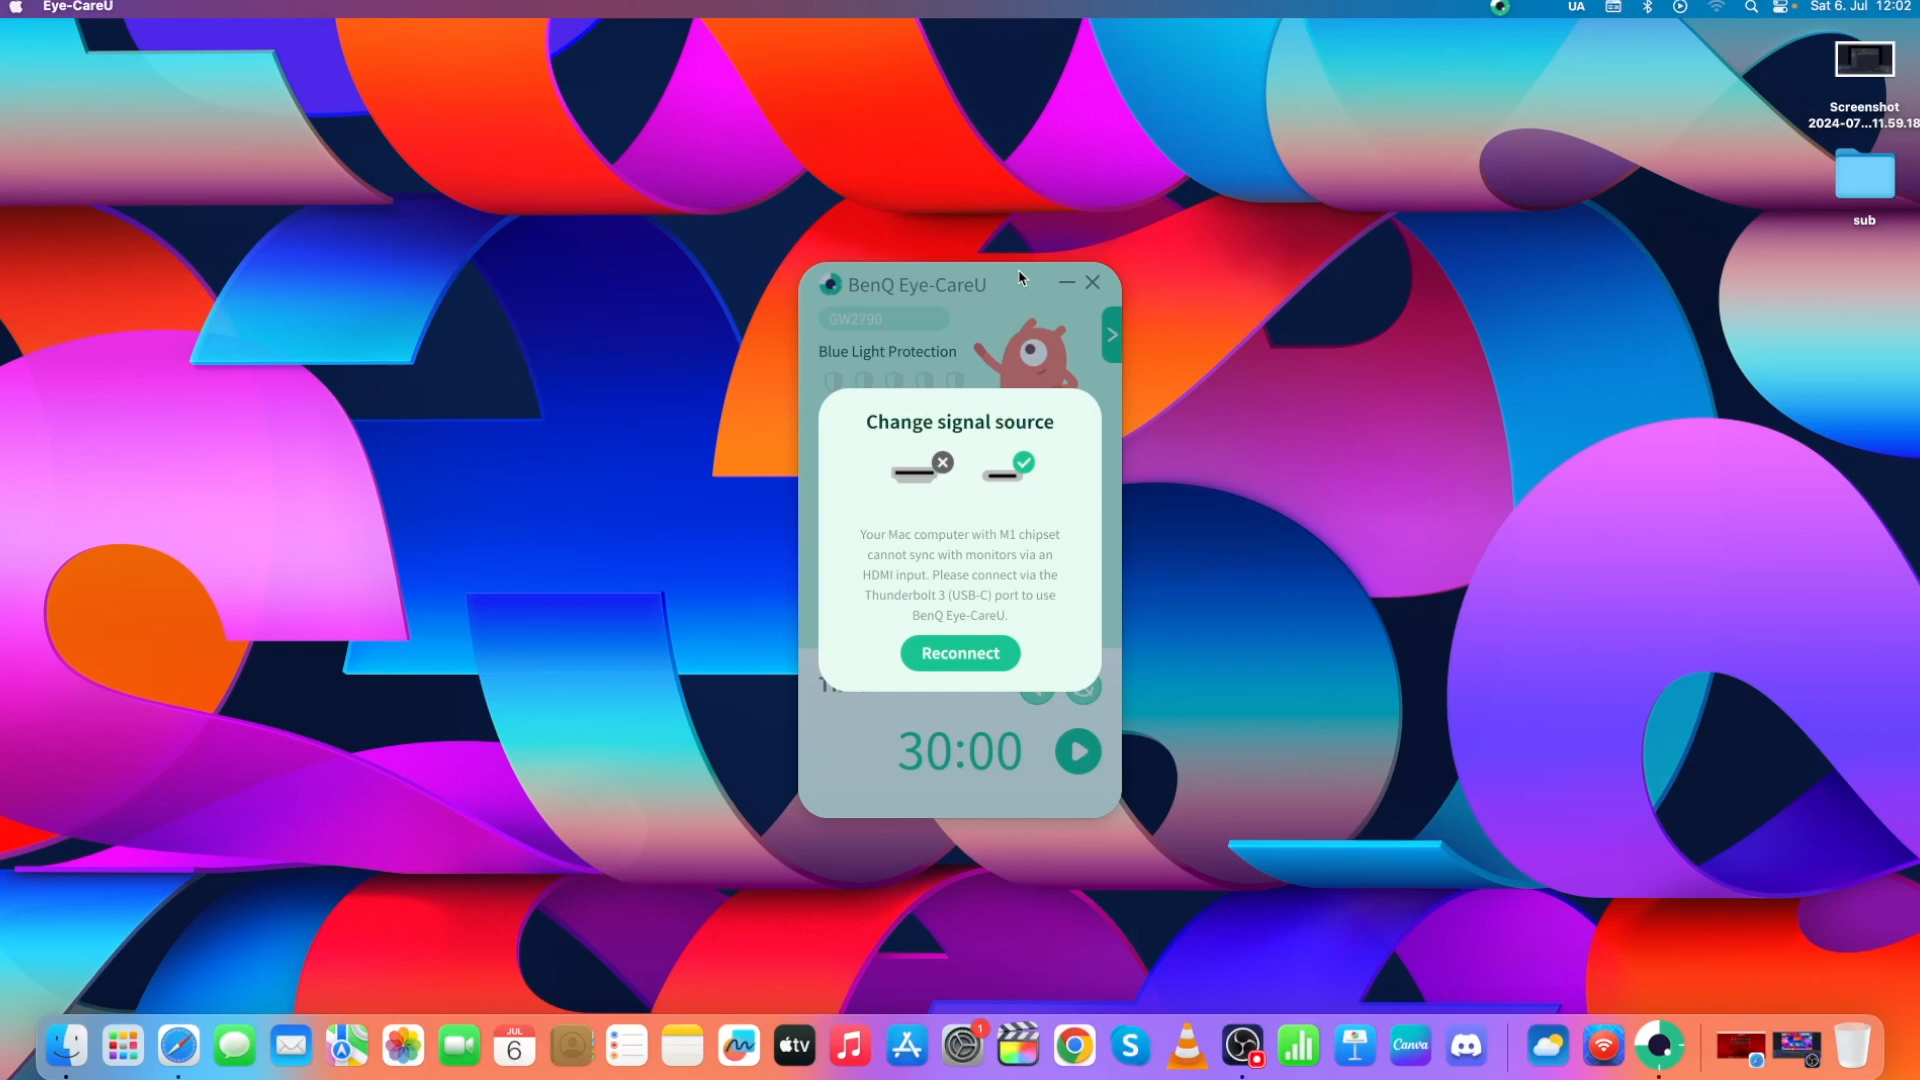 Eye-CareU
UA
Sat 6. Jul 12:02
Screenshot
2024-07...11.59.18
sub
BenQ Eye-CareU
GW2790
Blue Light Protection
Change signal source
Your Mac computer with M1 chipset
cannot sync with monitors via an
HDMI input. Please connect via the
Thunderbolt 3 (USB-C) port to use
BenQ Eye-CareU.
Reconnect
30:00
JUL
6
tv
1
S
Canva